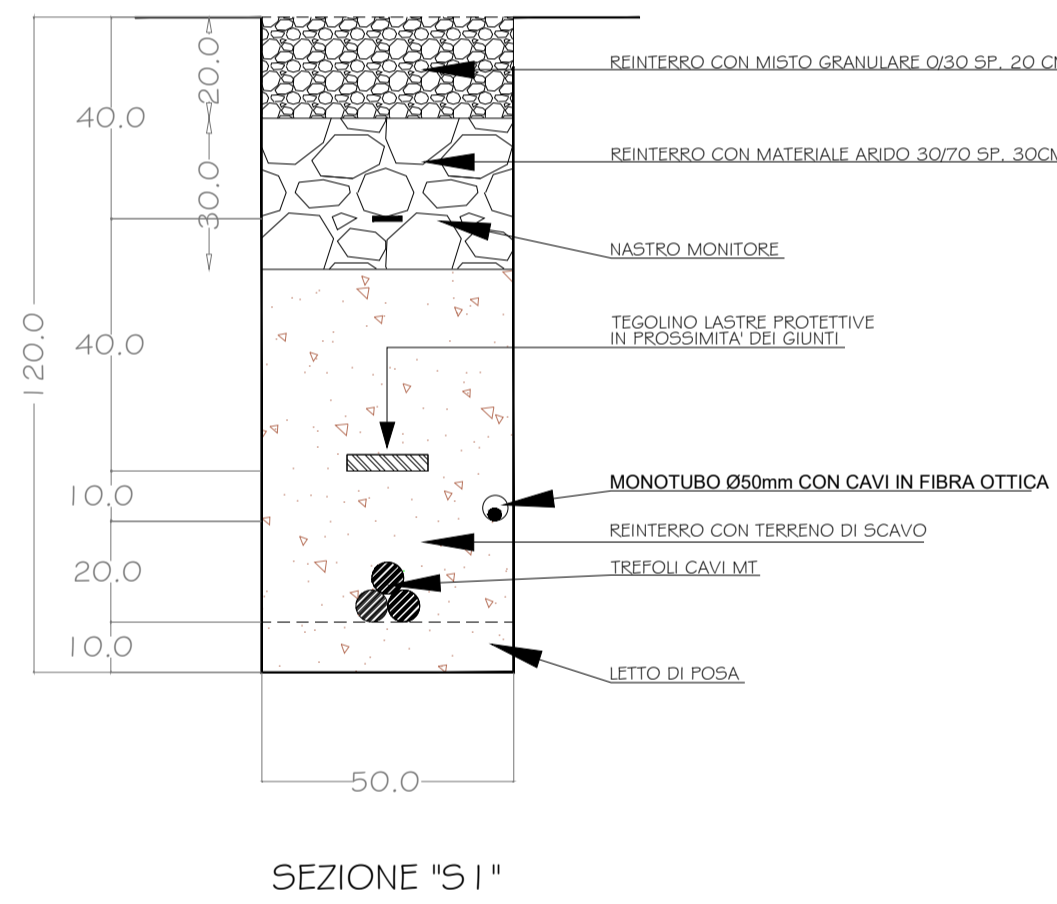 20.0
40.0
REINTERRO CON MISTO GRANULARE 0/30 SP. 20 CM
REINTERRO CON MATERIALE ARIDO 30/70 SP. 30CM
30.0
NASTRO MONITORE
TEGOLINO LASTRE PROTETTIVE
IN PROSSIMITA' DEI GIUNTI
120.0
40.0
MONOTUBO Ø50mm CON CAVI IN FIBRA OTTICA
10.0
REINTERRO CON TERRENO DI SCAVO
20.0
TREFOLI CAVI MT
10.0
LETTO DI POSA
50.0
SEZIONE "S1"